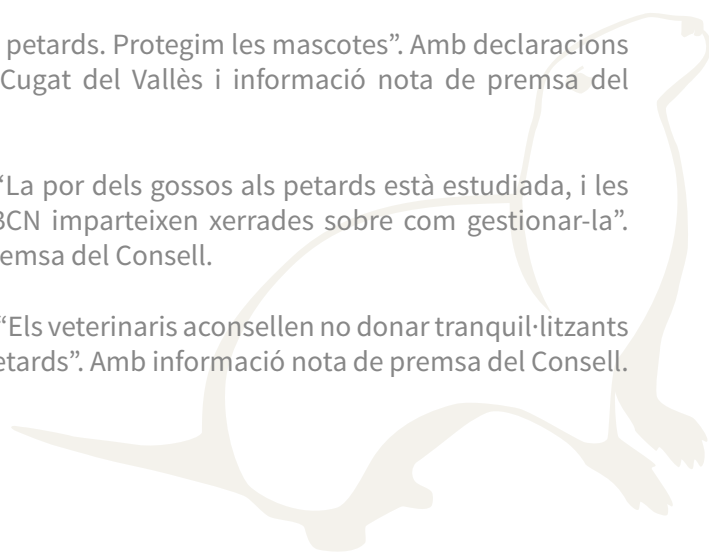 petards. Protegim les mascotes”. Amb declaracions
Cugat del Vallès i informació nota de premsa del
“La por dels gossos als petards està estudiada, i les
BCN imparteixen xerrades sobre com gestionar-la”.
emsa del Consell.
“Els veterinaris aconsellen no donar tranquil·litzants
etards”. Amb informació nota de premsa del Consell.